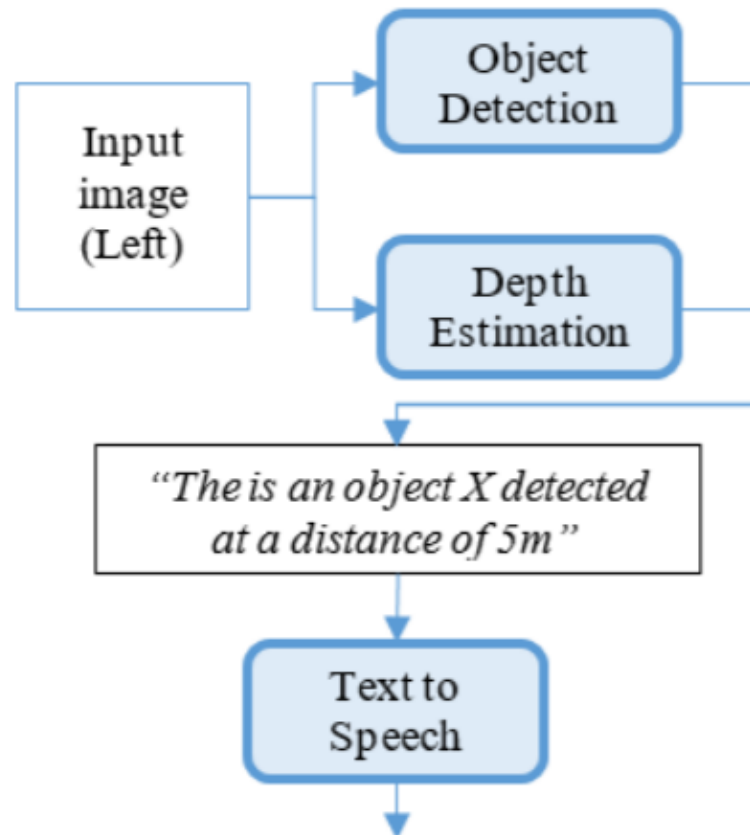 Object
Detection
Input
image
(Left)
Depth
Estimation
“The is an object X detected
at a distance of 5m”
Text to
Speech